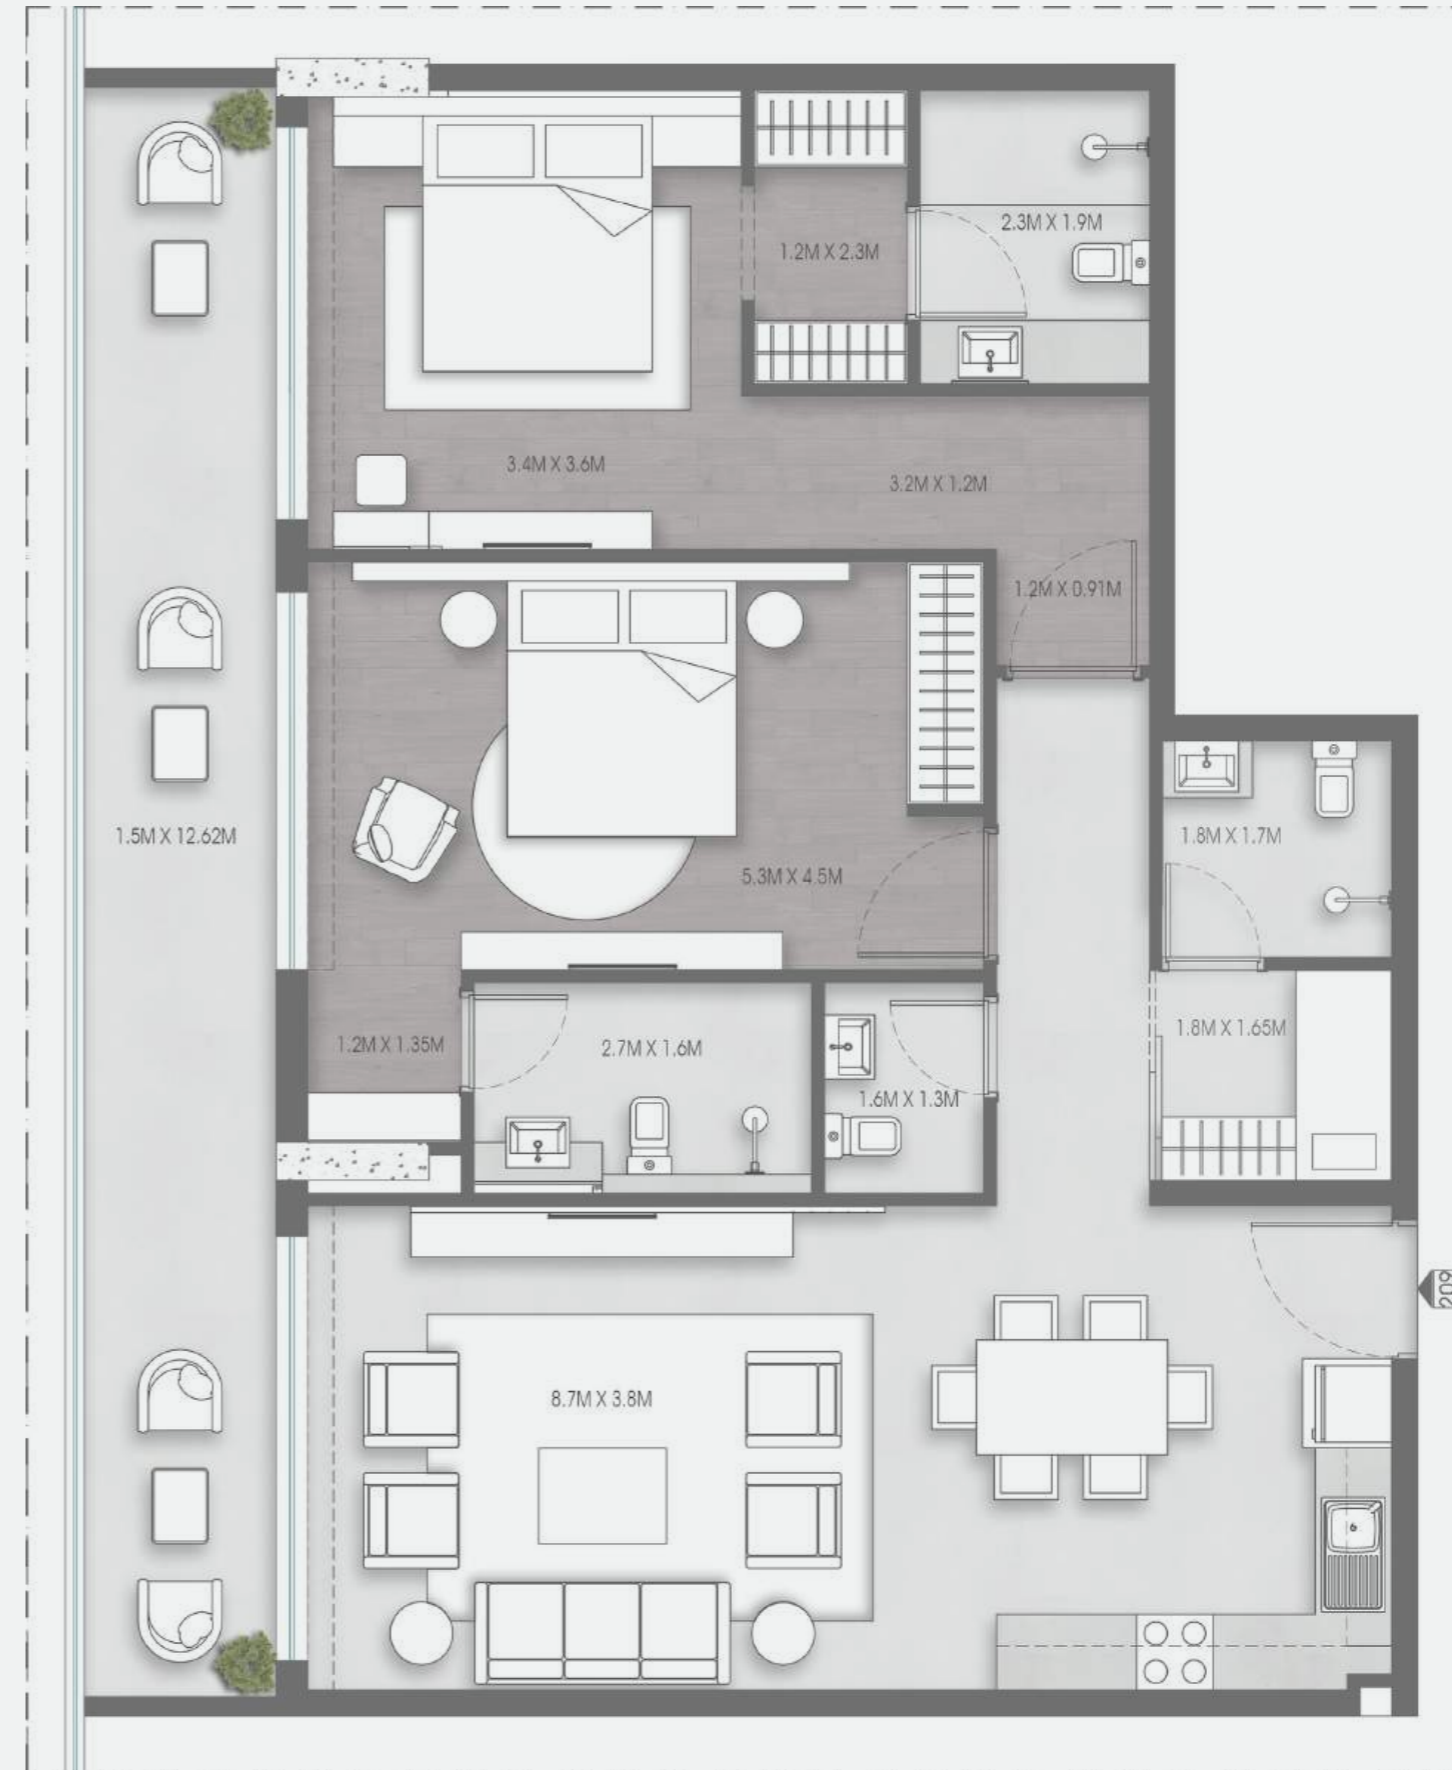 2.3M X 1.9M
1.2M X 2.3M
3.4M X 3.6M
3.2M X 1.2M
1.2M X 0.91M
1.5M X 12.62M
1.8M X 1.7M
5.3M X 4.5M
1.8M X 1.65M
1.2M X 1.35M
2.7M X 1.6M
1.6M X 1.3M
209
8.7M X 3.8M